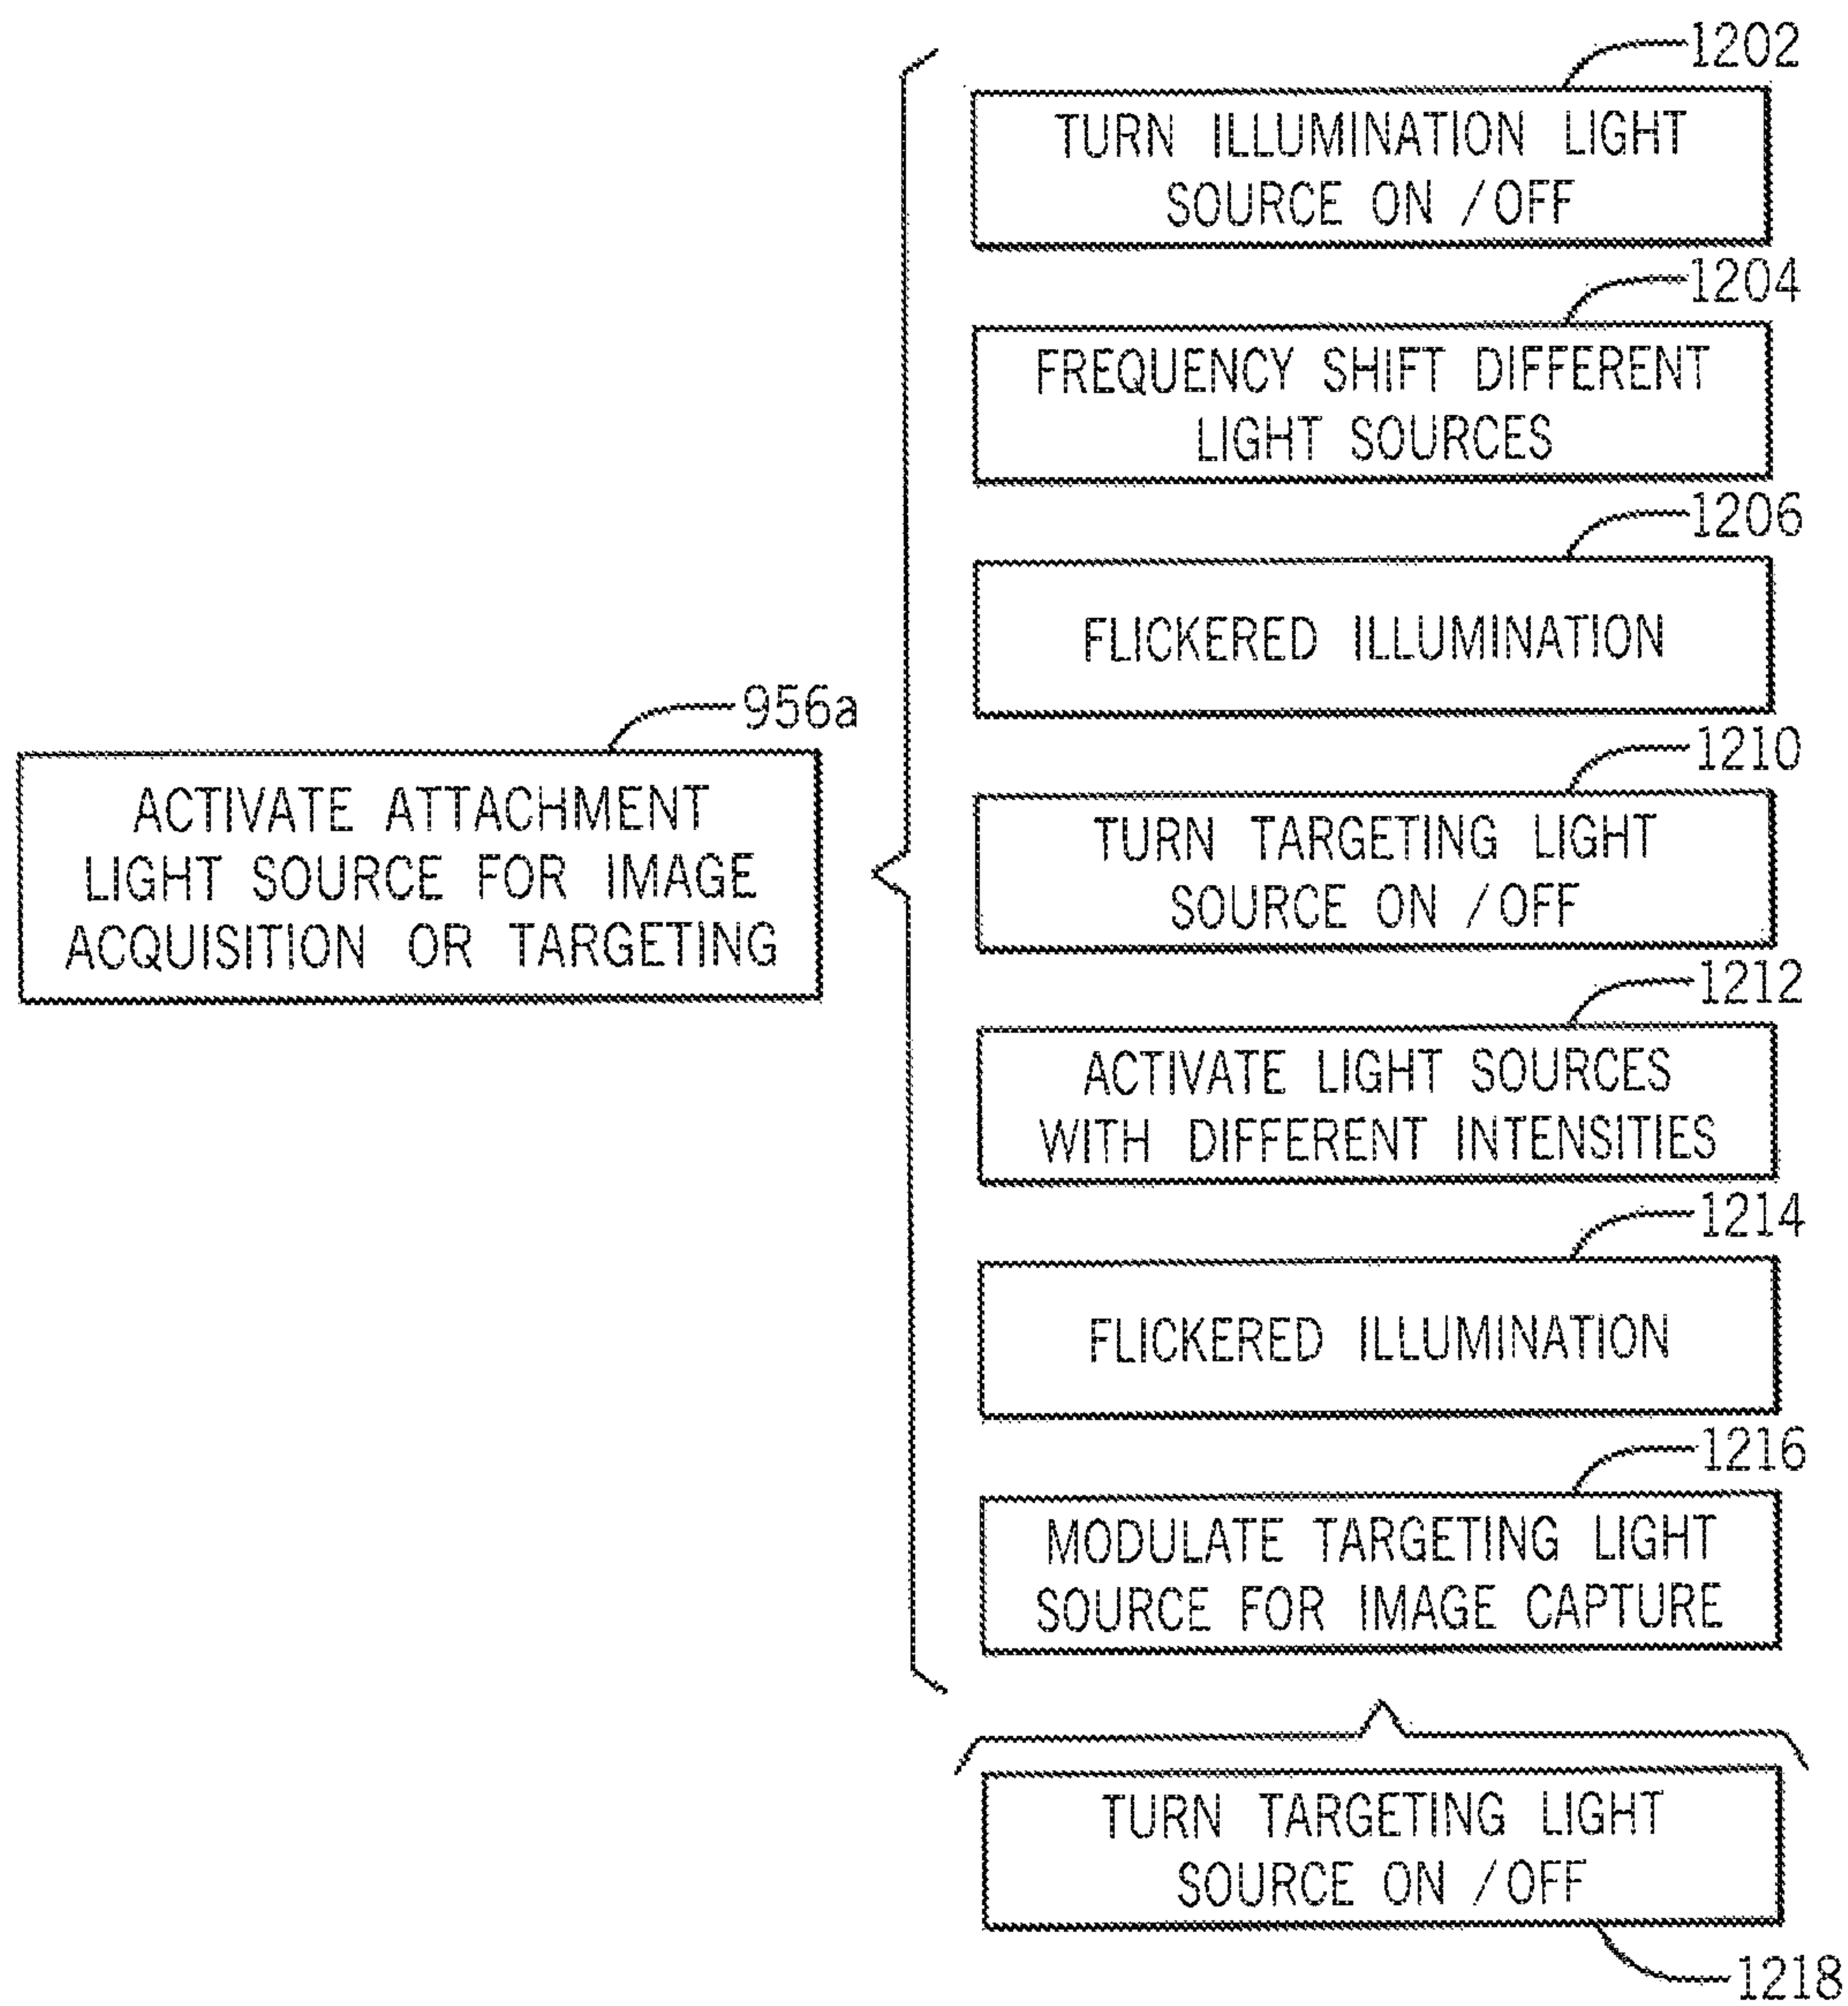 1202
TURN ILLUMINATION LIGHT
SOURCE ON /OFF
1204
FREQUENCY SHIFT DIFFERENT
LIGHT SOURCES
1206
FLICKERED ILLUMINATION
956a
ACTIVATE ATTACHMENT
LIGHT SOURCE FOR IMAGE
ACQUISITION OR TARGETING
1210
TURN TARGETING LIGHT
SOURCE ON /OFF
1212
ACTIVATE LIGHT SOURCES
WITH DIFFERENT INTENSITIES
1214
FLICKERED ILLUMINATION
1216
MODULATE TARGETING LIGHT
SOURCE FOR IMAGE CAPTURE
TURN TARGETING LIGHT
SOURCE ON /OFF
1218